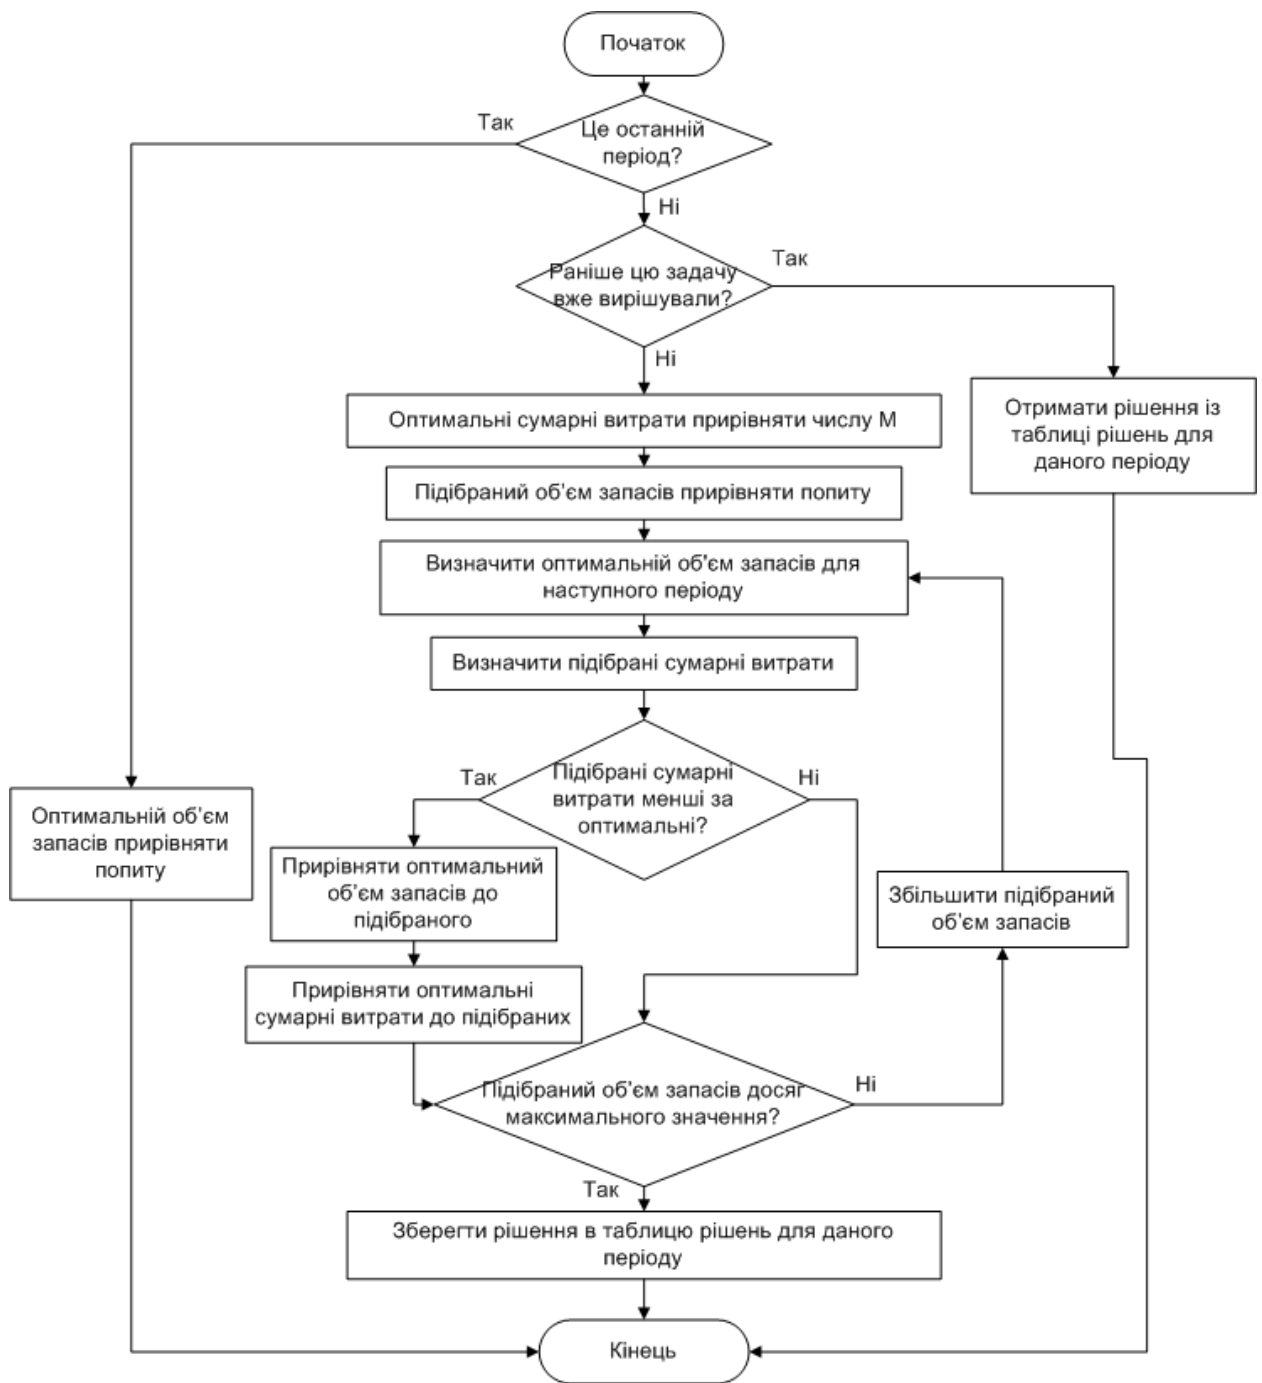 Початок
Так
Це останній
період?
Ні
Раніше цю задачу
вже вирішували?
Так
Ні
Оптимальні сумарні витрати прирівняти числу М
Отримати рішення із
таблиці рішень для
даного періоду
Підібраний об'єм запасів прирівняти попиту
Визначити оптимальній об'єм запасів для
наступного періоду
Визначити підібрані сумарні витрати
Так
Підібрані сумарні
витрати менші за
оптимальні?
Ні
Оптимальній об'єм
запасів прирівняти
попиту
Прирівняти оптимальний
об'єм запасів до
підібраного
Збільшити підібраний
об'єм запасів
Прирівняти оптимальні
сумарні витрати до підібраних
Підібраний об'єм запасів досяг
максимального значення?
Ні
Так
Зберегти рішення в таблицю рішень для даного
періоду
Кінець